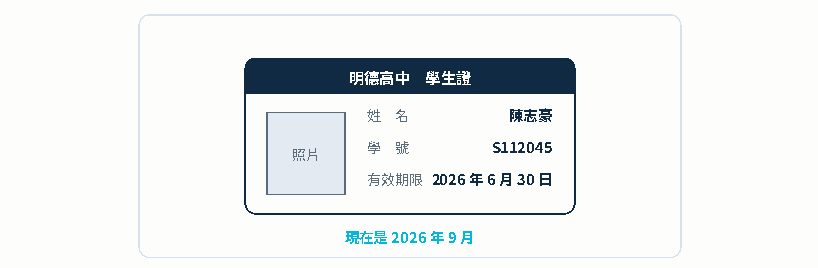 明德高中　學生證
照片
姓　名　陳志豪
學　號　S112045
有效期限 2026 年 6 月 30 日
現在是 2026 年 9 月